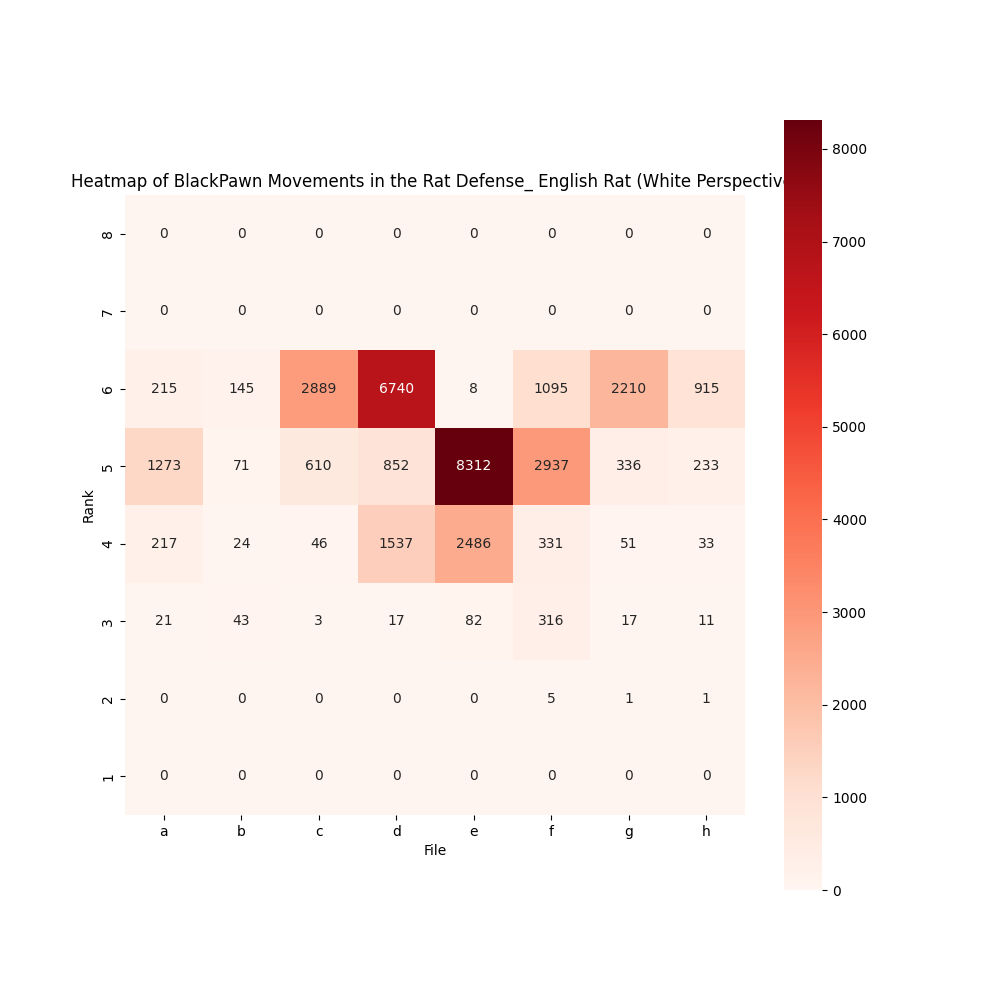 Heatmap of BlackPawn Movements in the Rat Defense_ English Rat (White Perspectiv
8 0 0 0 0 0 0 0 0
7 0 0 0 0 0 0 0 0
6 215 145 2889 6740 8 1095 2210 915
5 1273 71 610 852 8312 2937 336 233
4 217 24 46 1537 2486 331 51 33
3 21 43 3 17 82 316 17 11
2 0 0 0 0 0 5 1 1
1 0 0 0 0 0 0 0 0
a b c d e f g h
File
Rank
8000
7000
6000
5000
4000
3000
2000
1000
0